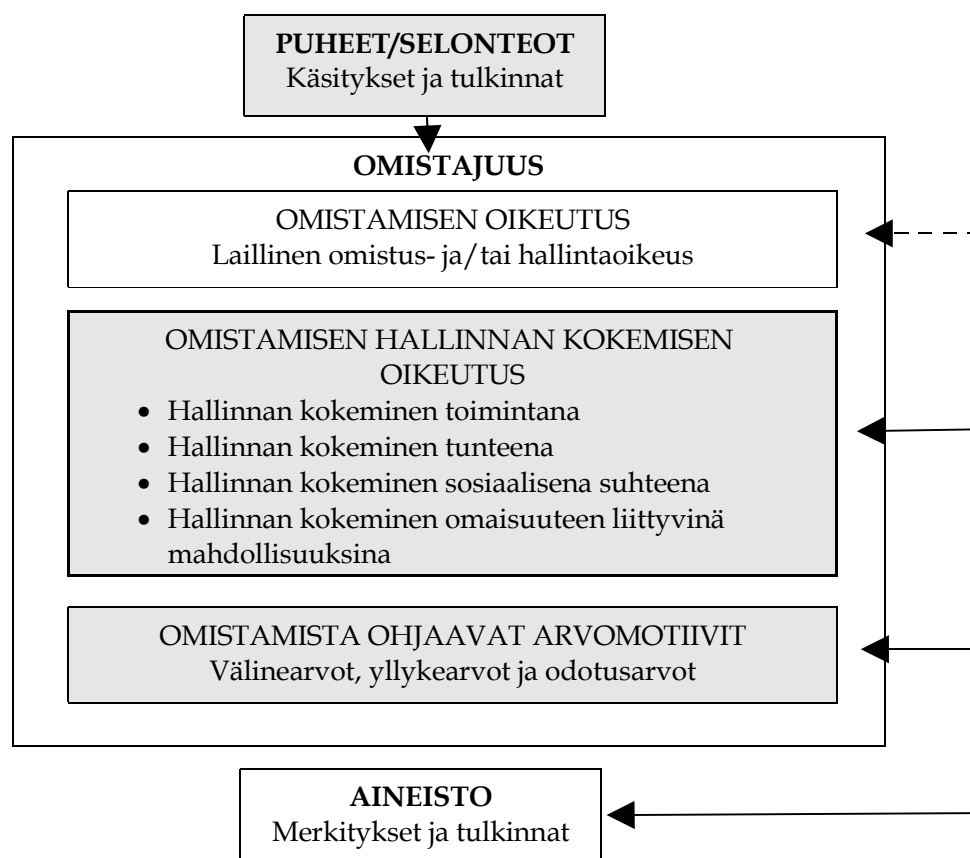 PUHEET/SELONTEOT
Käsitykset ja tulkinnat
OMISTAJUUS
OMISTAMISEN OIKEUTUS
Laillinen omistus- ja/tai hallintaoikeus
OMISTAMISEN HALLINNAN KOKEMISEN
OIKEUTUS
• Hallinnan kokeminen toimintana
• Hallinnan kokeminen tunteena
• Hallinnan kokeminen sosiaalisena suhteena
• Hallinnan kokeminen omaisuuteen liittyvinä
mahdollisuuksina
OMISTAMISTA OHJAAVAT ARVOMOTIIVIT
Välinearvot, yllykearvot ja odotusarvot
AINEISTO
Merkitykset ja tulkinnat